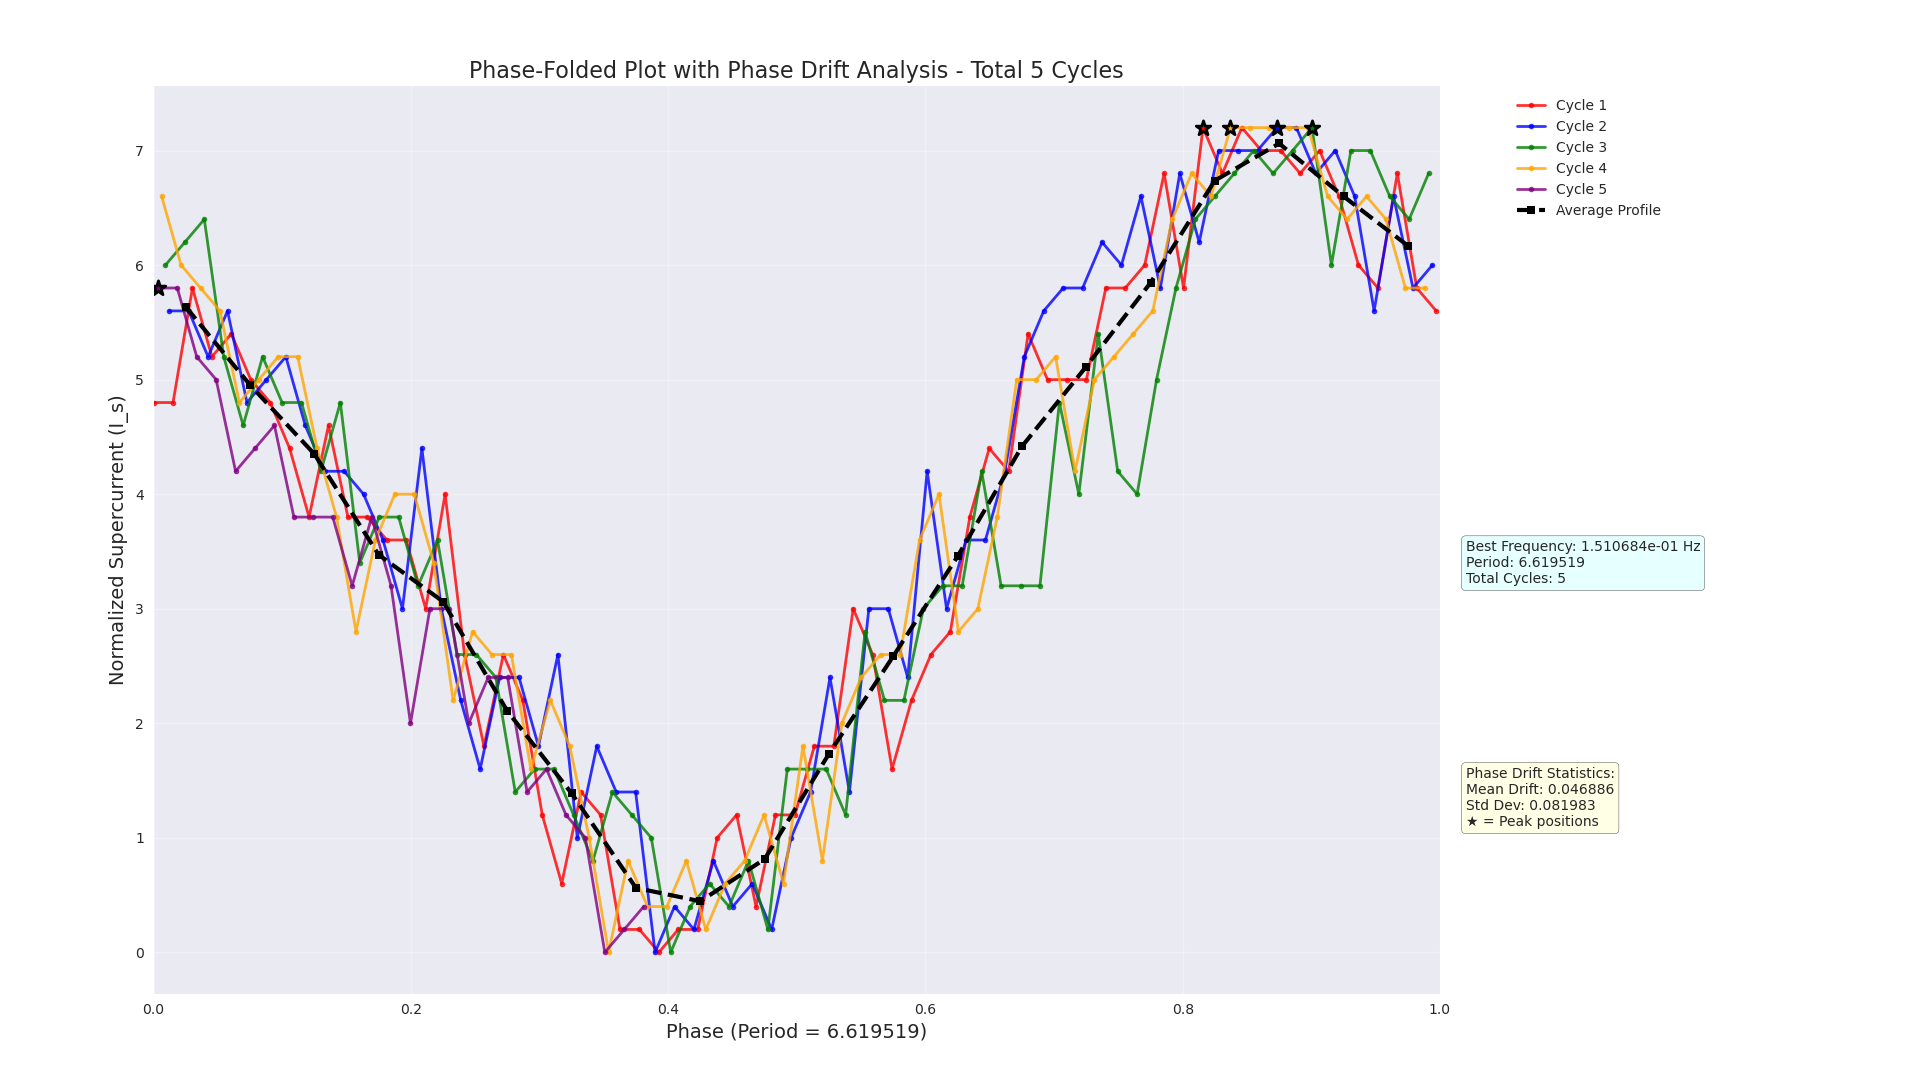 Phase-Folded Plot with Phase Drift Analysis - Total 5 Cycles
Normalized Supercurrent (I_s)
7
6
5
4
3
2
1
0
0.0
0.2
0.4
0.6
0.8
1.0
Phase (Period = 6.619519)
Cycle 1
Cycle 2
Cycle 3
Cycle 4
Cycle 5
Average Profile
Best Frequency: 1.510684e-01 Hz
Period: 6.619519
Total Cycles: 5
Phase Drift Statistics:
Mean Drift: 0.046886
Std Dev: 0.081983
★ = Peak positions